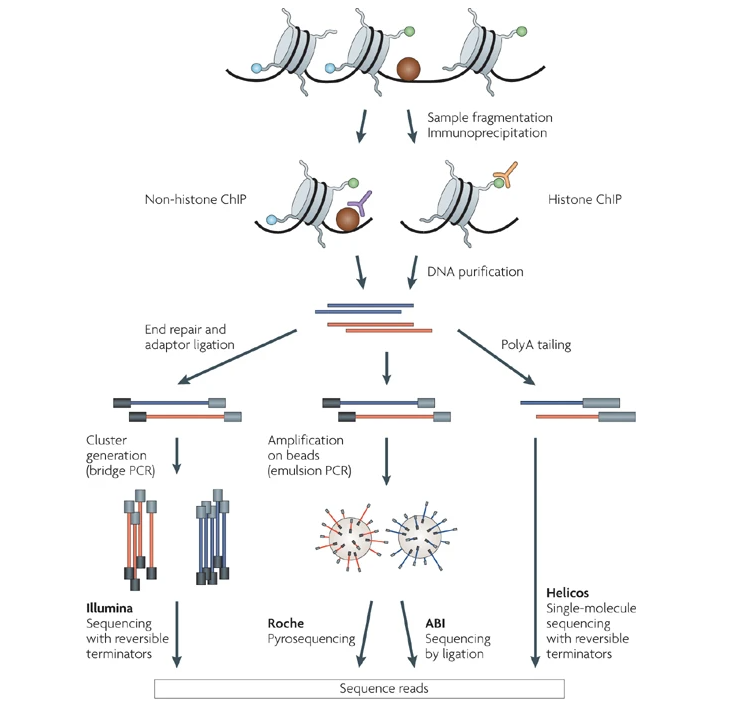 Sample fragmentation
Immunoprecipitation
Non-histone ChIP
Histone ChIP
DNA purification
End repair and
adaptor ligation
PolyA tailing
Cluster
generation
(bridge PCR)
Amplification
on beads
(emulsion PCR)
Illumina
Sequencing
with reversible
terminators
Roche
Pyrosequencing
ABI
Sequencing
by ligation
Helicos
Single-molecule
sequencing
with reversible
terminators
Sequence reads